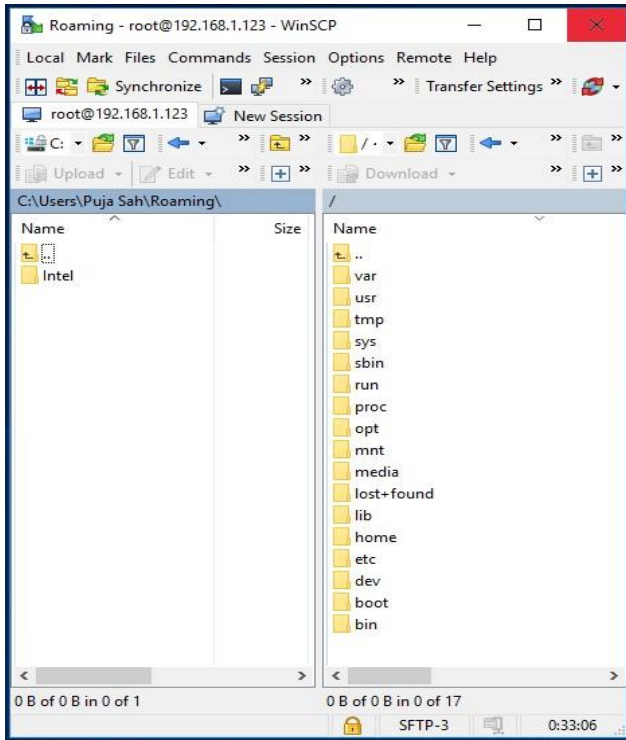 Roaming - root@192.168.1.123 - WinSCP
Local Mark Files Commands Session Options Remote Help
Synchronize » » Transfer Settings »
root@192.168.1.123 New Session
C: » / · »
Upload Edit » Download »
C:\Users\Puja Sah\Roaming\
Name Size
..
Intel
0 B of 0 B in 0 of 1
/
Name
..
var
usr
tmp
sys
sbin
run
proc
opt
mnt
media
lost+found
lib
home
etc
dev
boot
bin
0 B of 0 B in 0 of 17
SFTP-3 0:33:06